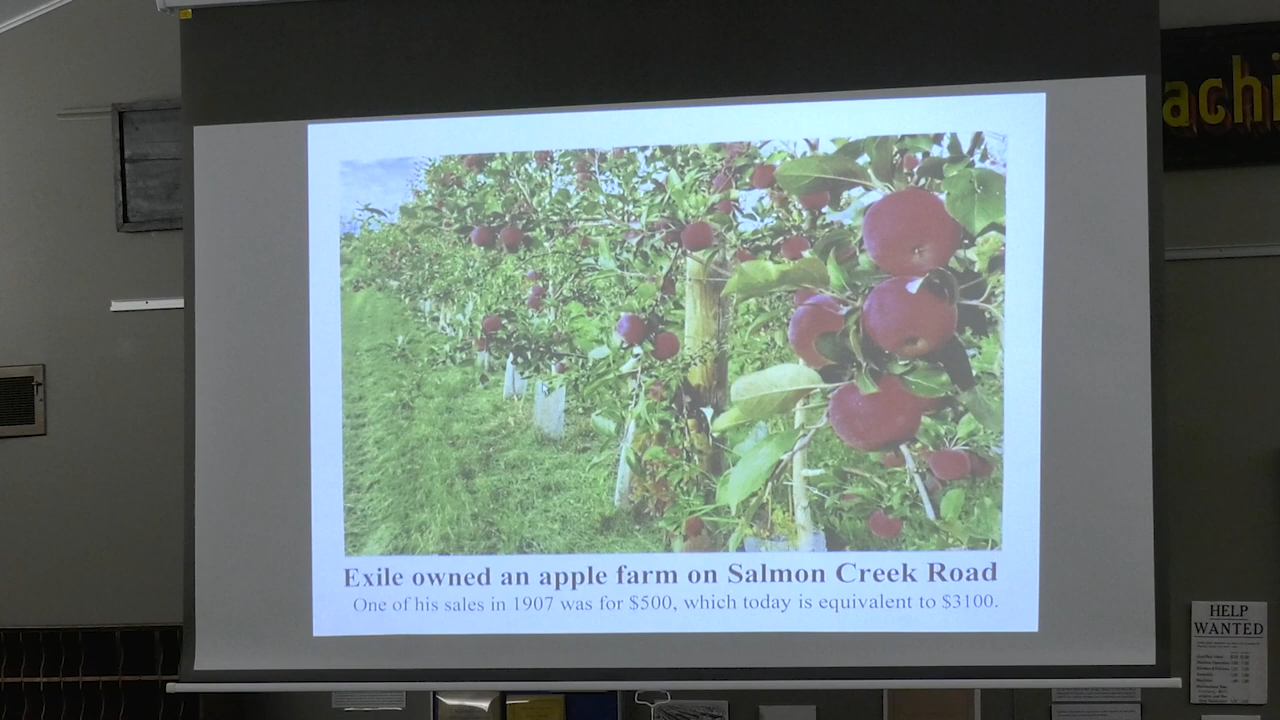 achi
Exile owned an apple farm on Salmon Creek Road
One of his sales in 1907 was for $500, which today is equivalent to $3100.
HELP
WANTED